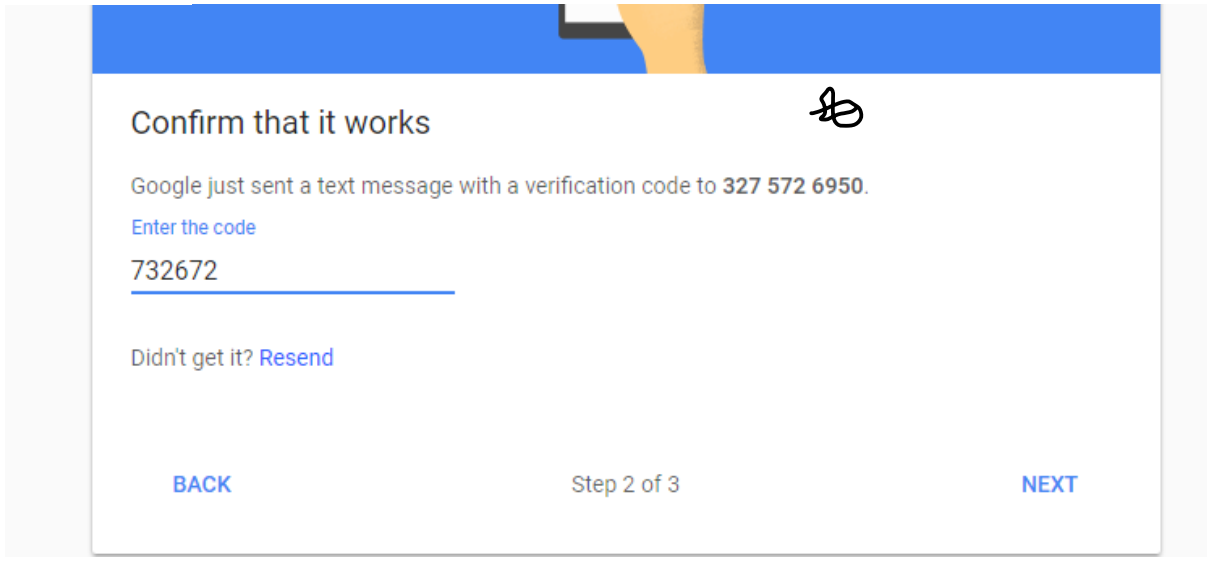 Confirm that it works
Google just sent a text message with a verification code to 327 572 6950.
Enter the code
732672
Didn't get it? Resend
BACK Step 2 of 3 NEXT